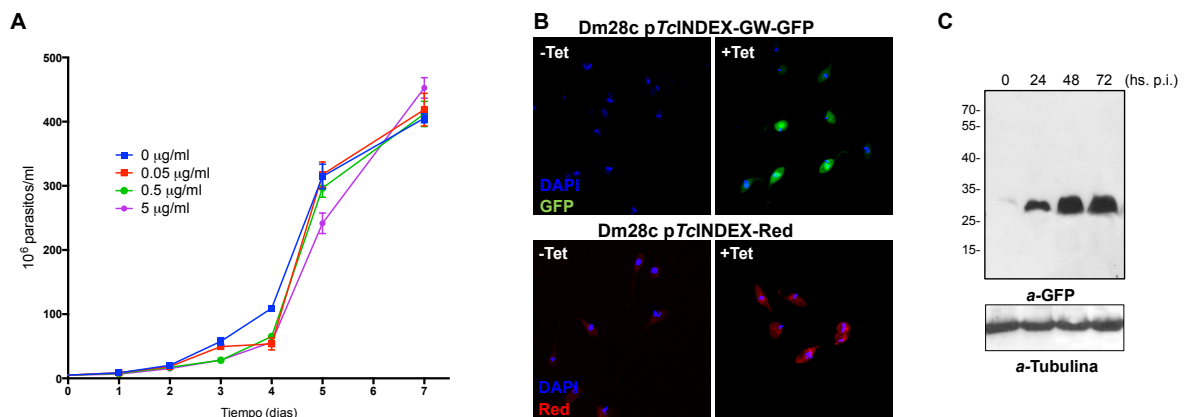 A
500
400
300
200
100
0
0 1 2 3 4 5 6 7
10⁶ parasitos/ml
Tiempo (dias)
0 μg/ml
0.05 μg/ml
0.5 μg/ml
5 μg/ml
B
Dm28c pTcINDEX-GW-GFP
-Tet
+Tet
DAPI
GFP
Dm28c pTcINDEX-Red
-Tet
+Tet
DAPI
Red
C
0 24 48 72 (hs. p.i.)
70-
55-
40-
35-
25-
15-
a-GFP
a-Tubulina